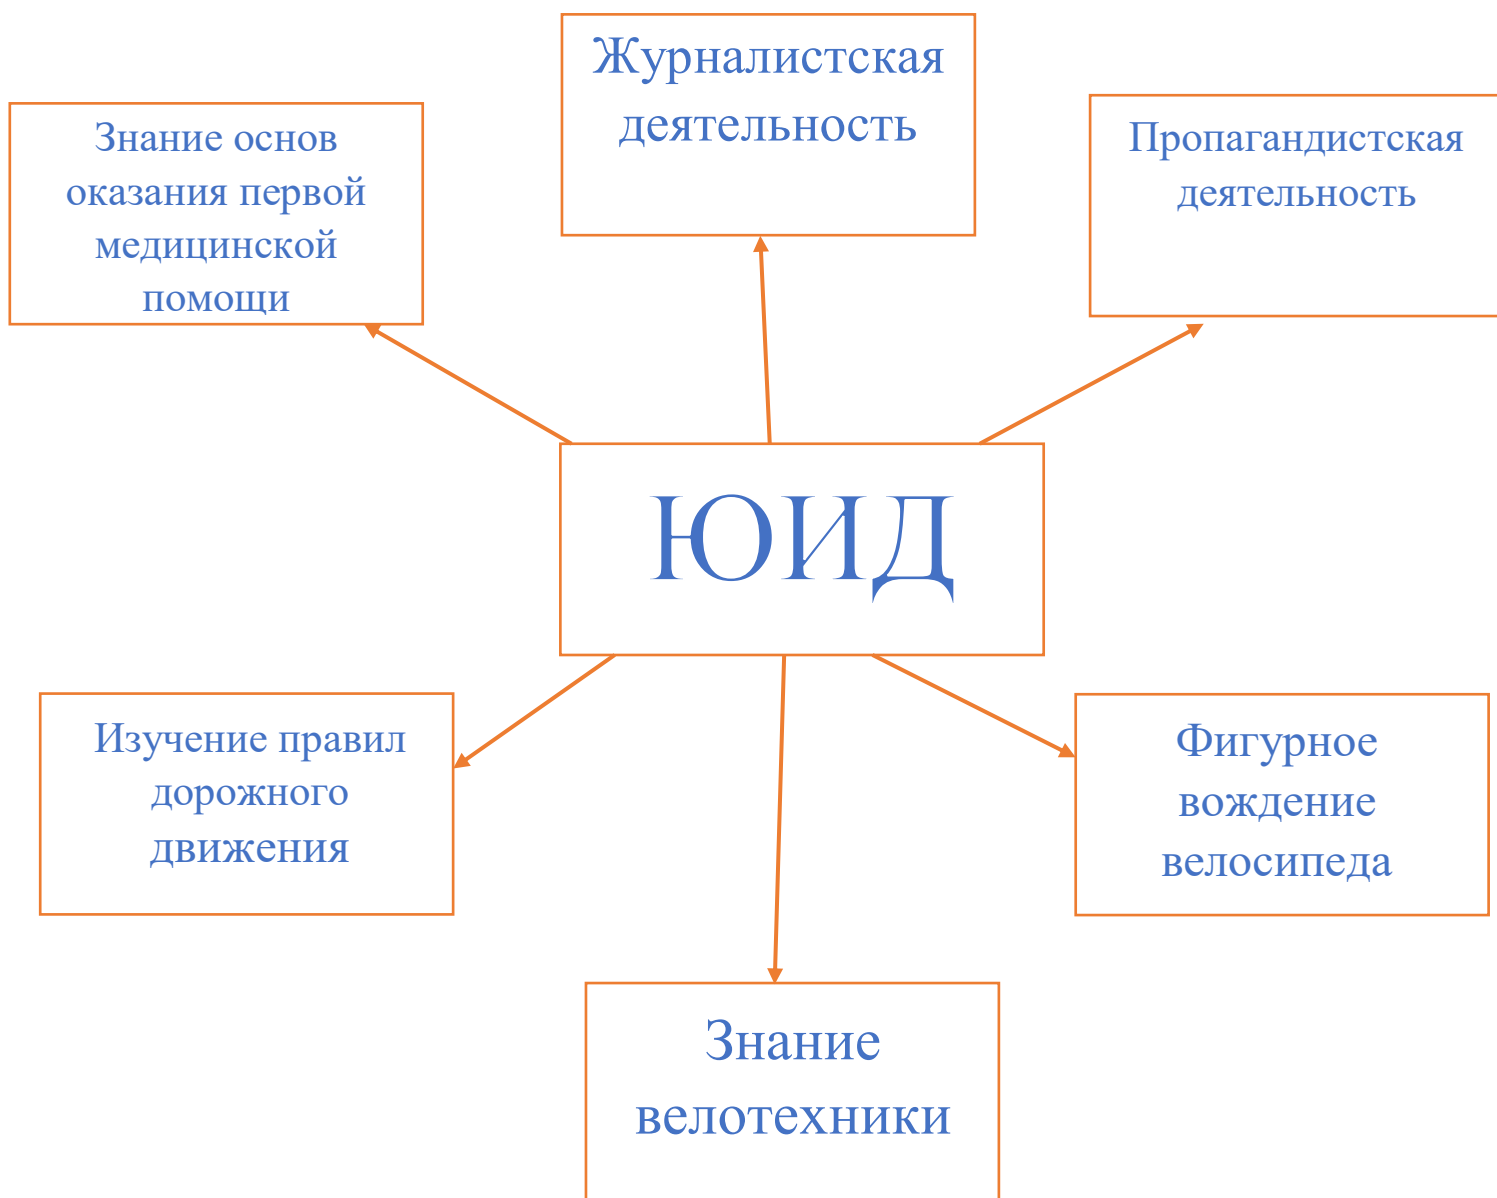 Журналистская
деятельность
Знание основ
оказания первой
медицинской
помощи
Пропагандистская
деятельность
ЮИД
Изучение правил
дорожного
движения
Фигурное
вождение
велосипеда
Знание
велотехники